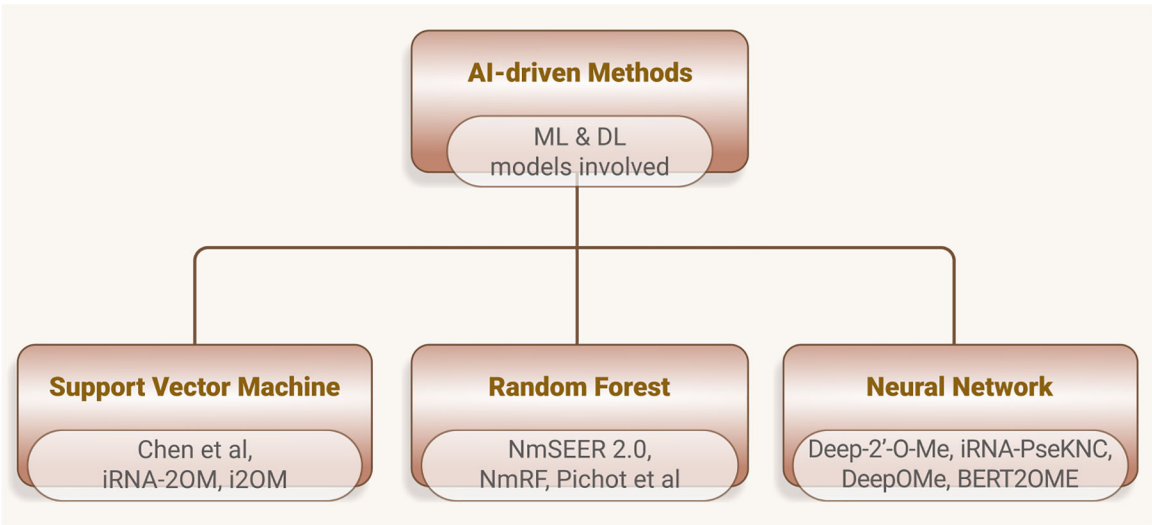 AI-driven Methods
ML & DL
models involved
Support Vector Machine
Chen et al,
iRNA-2OM, i2OM
Random Forest
NmSEER 2.0,
NmRF, Pichot et al
Neural Network
Deep-2’-O-Me, iRNA-PseKNC,
DeepOMe, BERT2OME